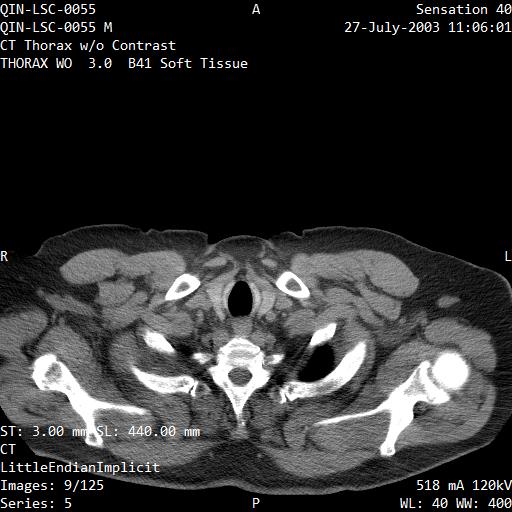 QIN-LSC-0055
A
Sensation 40
QIN-LSC-0055 M
27-July-2003 11:06:01
CT Thorax w/o Contrast
THORAX WO  3.0  B41 Soft Tissue
R
L
ST: 3.00 mm SL: 440.00 mm
CT
LittleEndianImplicit
Images: 9/125
518 mA 120kV
Series: 5
P
WL: 40 WW: 400